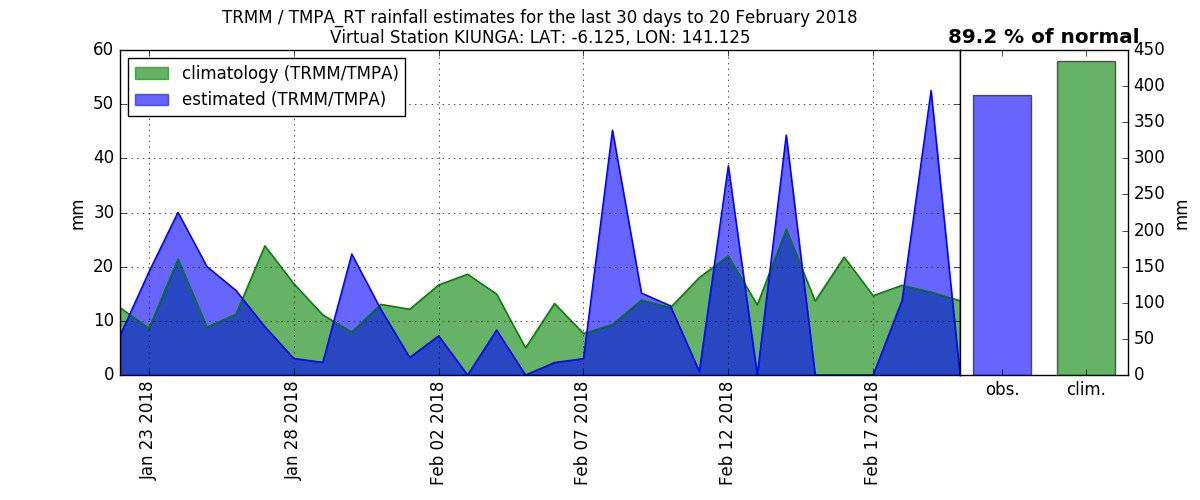 TRMM / TMPA_RT rainfall estimates for the last 30 days to 20 February 2018
Virtual Station KIUNGA: LAT: -6.125, LON: 141.125
89.2 % of normal
climatology (TRMM/TMPA)
estimated (TRMM/TMPA)
60
50
40
30
20
10
0
mm
Jan 23 2018
Jan 28 2018
Feb 02 2018
Feb 07 2018
Feb 12 2018
Feb 17 2018
obs.
clim.
450
400
350
300
250
200
150
100
50
0
mm